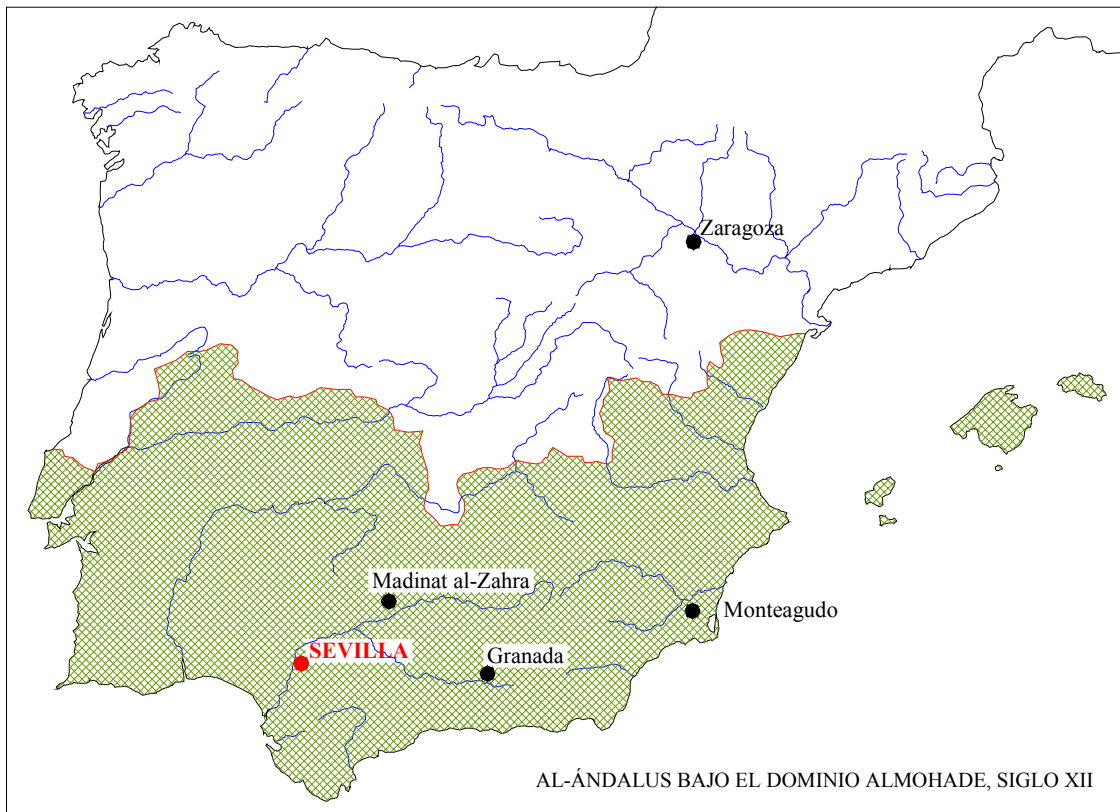 Zaragoza
Madinat al-Zahra
Monteagudo
SEVILLA
Granada
AL-ÁNDALUS BAJO EL DOMINIO ALMOHADE, SIGLO XII